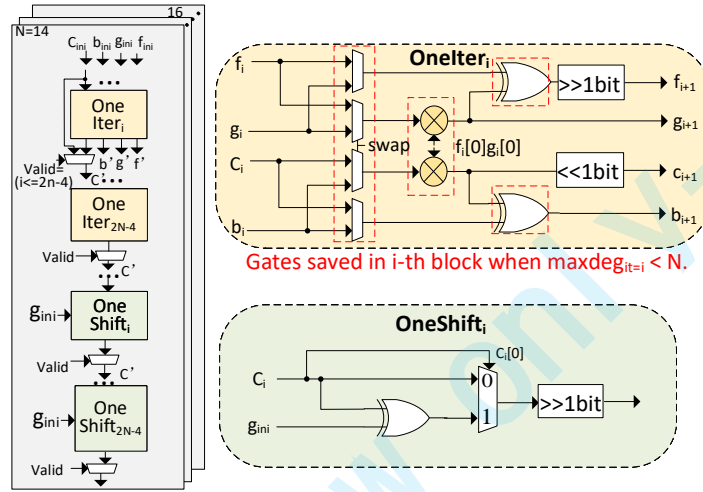 16
N=14
C_ini b_ini g_ini f_ini
...
One
Iter_i
Valid=
(i<=2n-4)
b' g' f'
C' ...
One
Iter_2N-4
Valid
... C'
g_ini
One
Shift_i
Valid
... C'
g_ini
One
Shift_2N-4
Valid
OneIter_i
f_i
>>1bit
f_i+1
g_i
g_i+1
swap
f_i[0]g_i[0]
C_i
<<1bit
c_i+1
b_i
b_i+1
Gates saved in i-th block when maxdeg_it=i < N.
OneShift_i
C_i[0]
C_i
0
>>1bit
1
g_ini